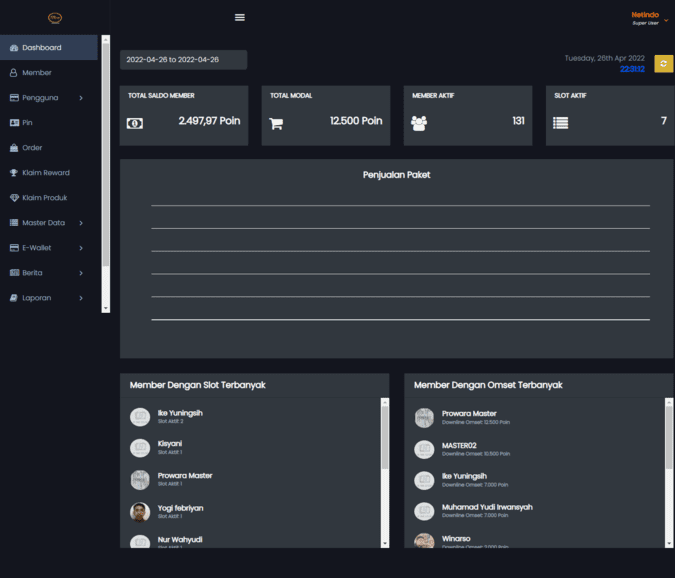 Netindo
Super User
Dashboard
Member
Pengguna
Pin
Order
Klaim Reward
Klaim Produk
Master Data
E-Wallet
Berita
Laporan
2022-04-26 to 2022-04-26
Tuesday, 26th Apr 2022
22:31:12
TOTAL SALDO MEMBER
2.497,97 Poin
TOTAL MODAL
12.500 Poin
MEMBER AKTIF
131
SLOT AKTIF
7
Penjualan Paket
Member Dengan Slot Terbanyak
Ike Yuningsih
Slot Aktif: 2
Kisyani
Slot Aktif: 1
Prowara Master
Slot Aktif: 1
Yogi febriyan
Slot Aktif: 1
Nur Wahyudi
Slot Aktif: 1
Member Dengan Omset Terbanyak
Prowara Master
Downline Omset: 12.500 Poin
MASTER02
Downline Omset: 10.500 Poin
Ike Yuningsih
Downline Omset: 7.000 Poin
Muhamad Yudi Irwansyah
Downline Omset: 7.000 Poin
Winarso
Downline Omset: 2.000 Poin